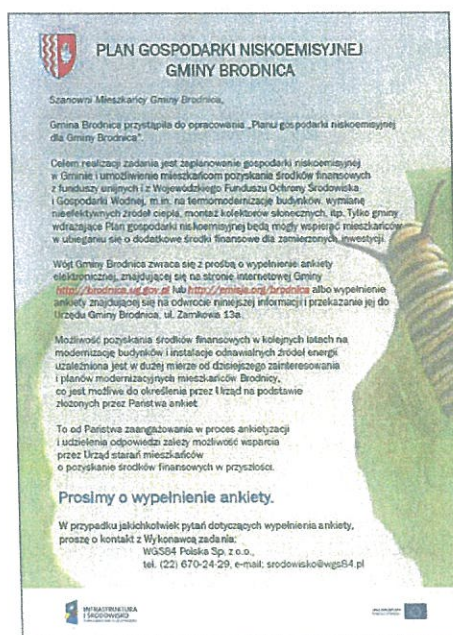 PLAN GOSPODARKI NISKOEMISYJNEJ
GMINY BRODNICA
Szanowni Mieszkańcy Gminy Brodnica,
Gmina Brodnica przystąpiła do opracowania „Planu gospodarki niskoemisyjnej
dla Gminy Brodnica”.
Celem realizacji zadania jest zaplanowanie gospodarki niskoemisyjnej
w Gminie i umożliwienie mieszkańcom pozyskania środków finansowych
z funduszy unijnych i z Wojewódzkiego Funduszu Ochrony Środowiska
i Gospodarki Wodnej, m.in. na termomodernizację budynków, wymianę
nieefektywnych źródeł ciepła, montaż kolektorów słonecznych, itp. Tylko gminy
wdrażające Plan gospodarki niskoemisyjnej będą mogły wspierać mieszkańców
w ubieganiu się o dodatkowe środki finansowe dla zamierzonych inwestycji.
Wójt Gminy Brodnica zwraca się z prośbą o wypełnienie ankiety
elektronicznej, znajdującej się na stronie internetowej Gminy
http://brodnica.ug.gov.pl lub http://emisja.org/brodnica albo wypełnienie
ankiety znajdującej się na odwrocie niniejszej informacji i przekazanie jej do
Urzędu Gminy Brodnica, ul. Zamkowa 13a.
Możliwość pozyskania środków finansowych w kolejnych latach na
modernizację budynków i instalacje odnawialnych źródeł energii
uzależniona jest w dużej mierze od dzisiejszego zainteresowania
i planów modernizacyjnych mieszkańców Brodnicy,
co jest możliwe do określenia przez Urząd na podstawie
złożonych przez Państwa ankiet.
To od Państwa zaangażowania w proces ankietyzacji
i udzielenia odpowiedzi zależy możliwość wsparcia
przez Urząd starań mieszkańców
o pozyskanie środków finansowych w przyszłości.
Prosimy o wypełnienie ankiety.
W przypadku jakichkolwiek pytań dotyczących wypełnienia ankiety,
proszę o kontakt z Wykonawcą zadania:
WGS84 Polska Sp. z o.o.,
tel. (22) 670-24-29, e-mail: srodowisko@wgs84.pl
INFRASTRUKTURA
I ŚRODOWISKO